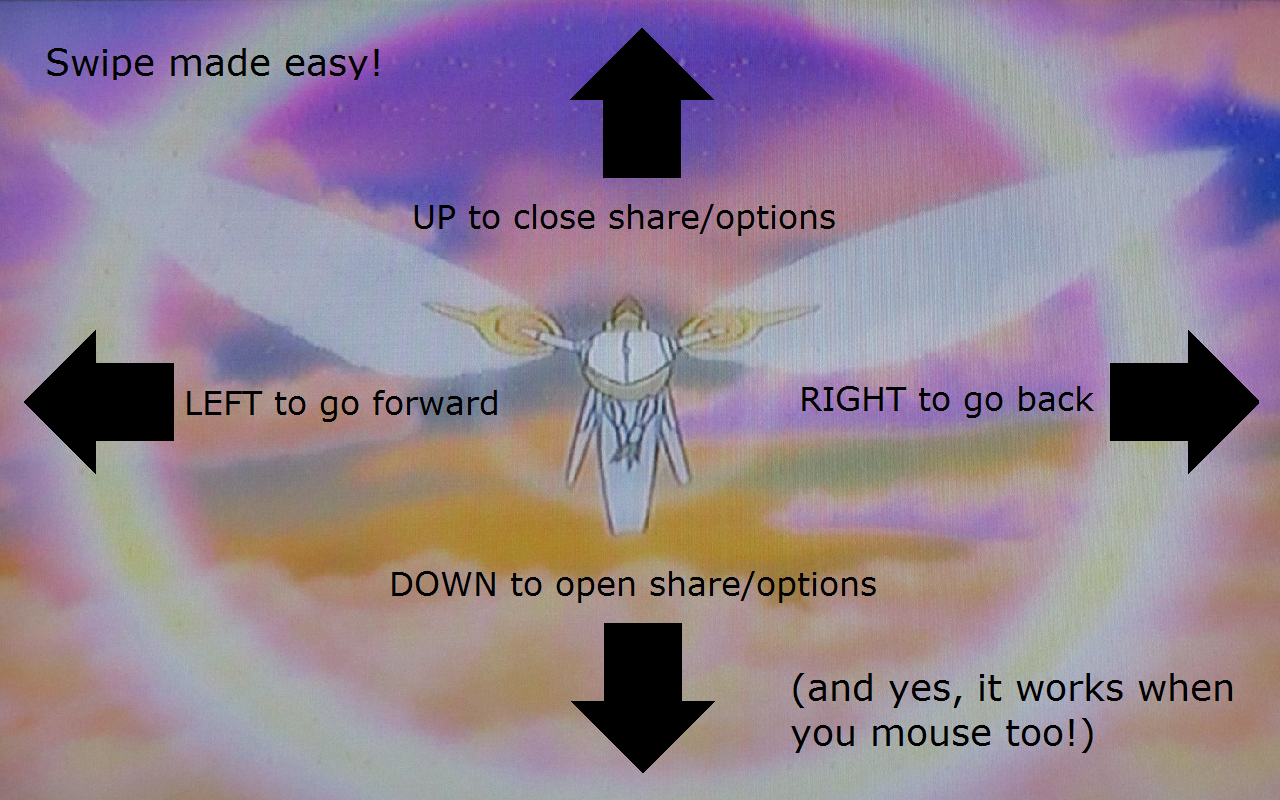 Swipe made easy!
UP to close share/options
LEFT to go forward
RIGHT to go back
DOWN to open share/options
(and yes, it works when
you mouse too!)